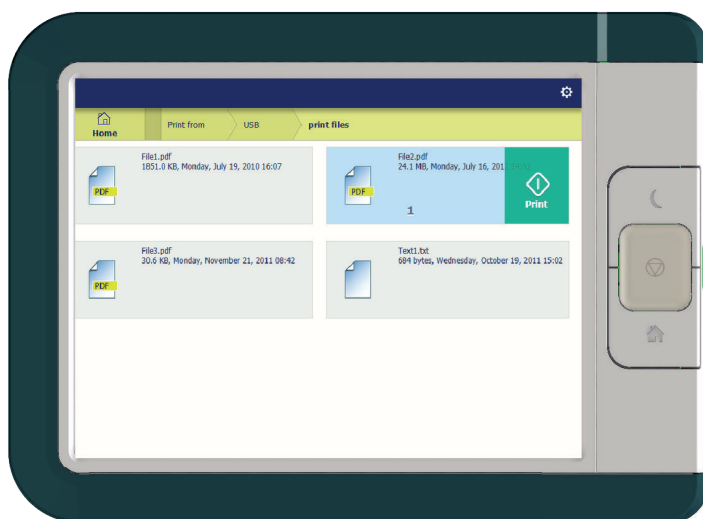 Home
Print from
USB
print files
File1.pdf
1851.0 KB, Monday, July 19, 2010 16:07
PDF
File2.pdf
24.1 MB, Monday, July 16, 201
PDF
1
Print
File3.pdf
30.6 KB, Monday, November 21, 2011 08:42
PDF
Text1.txt
684 bytes, Wednesday, October 19, 2011 15:02